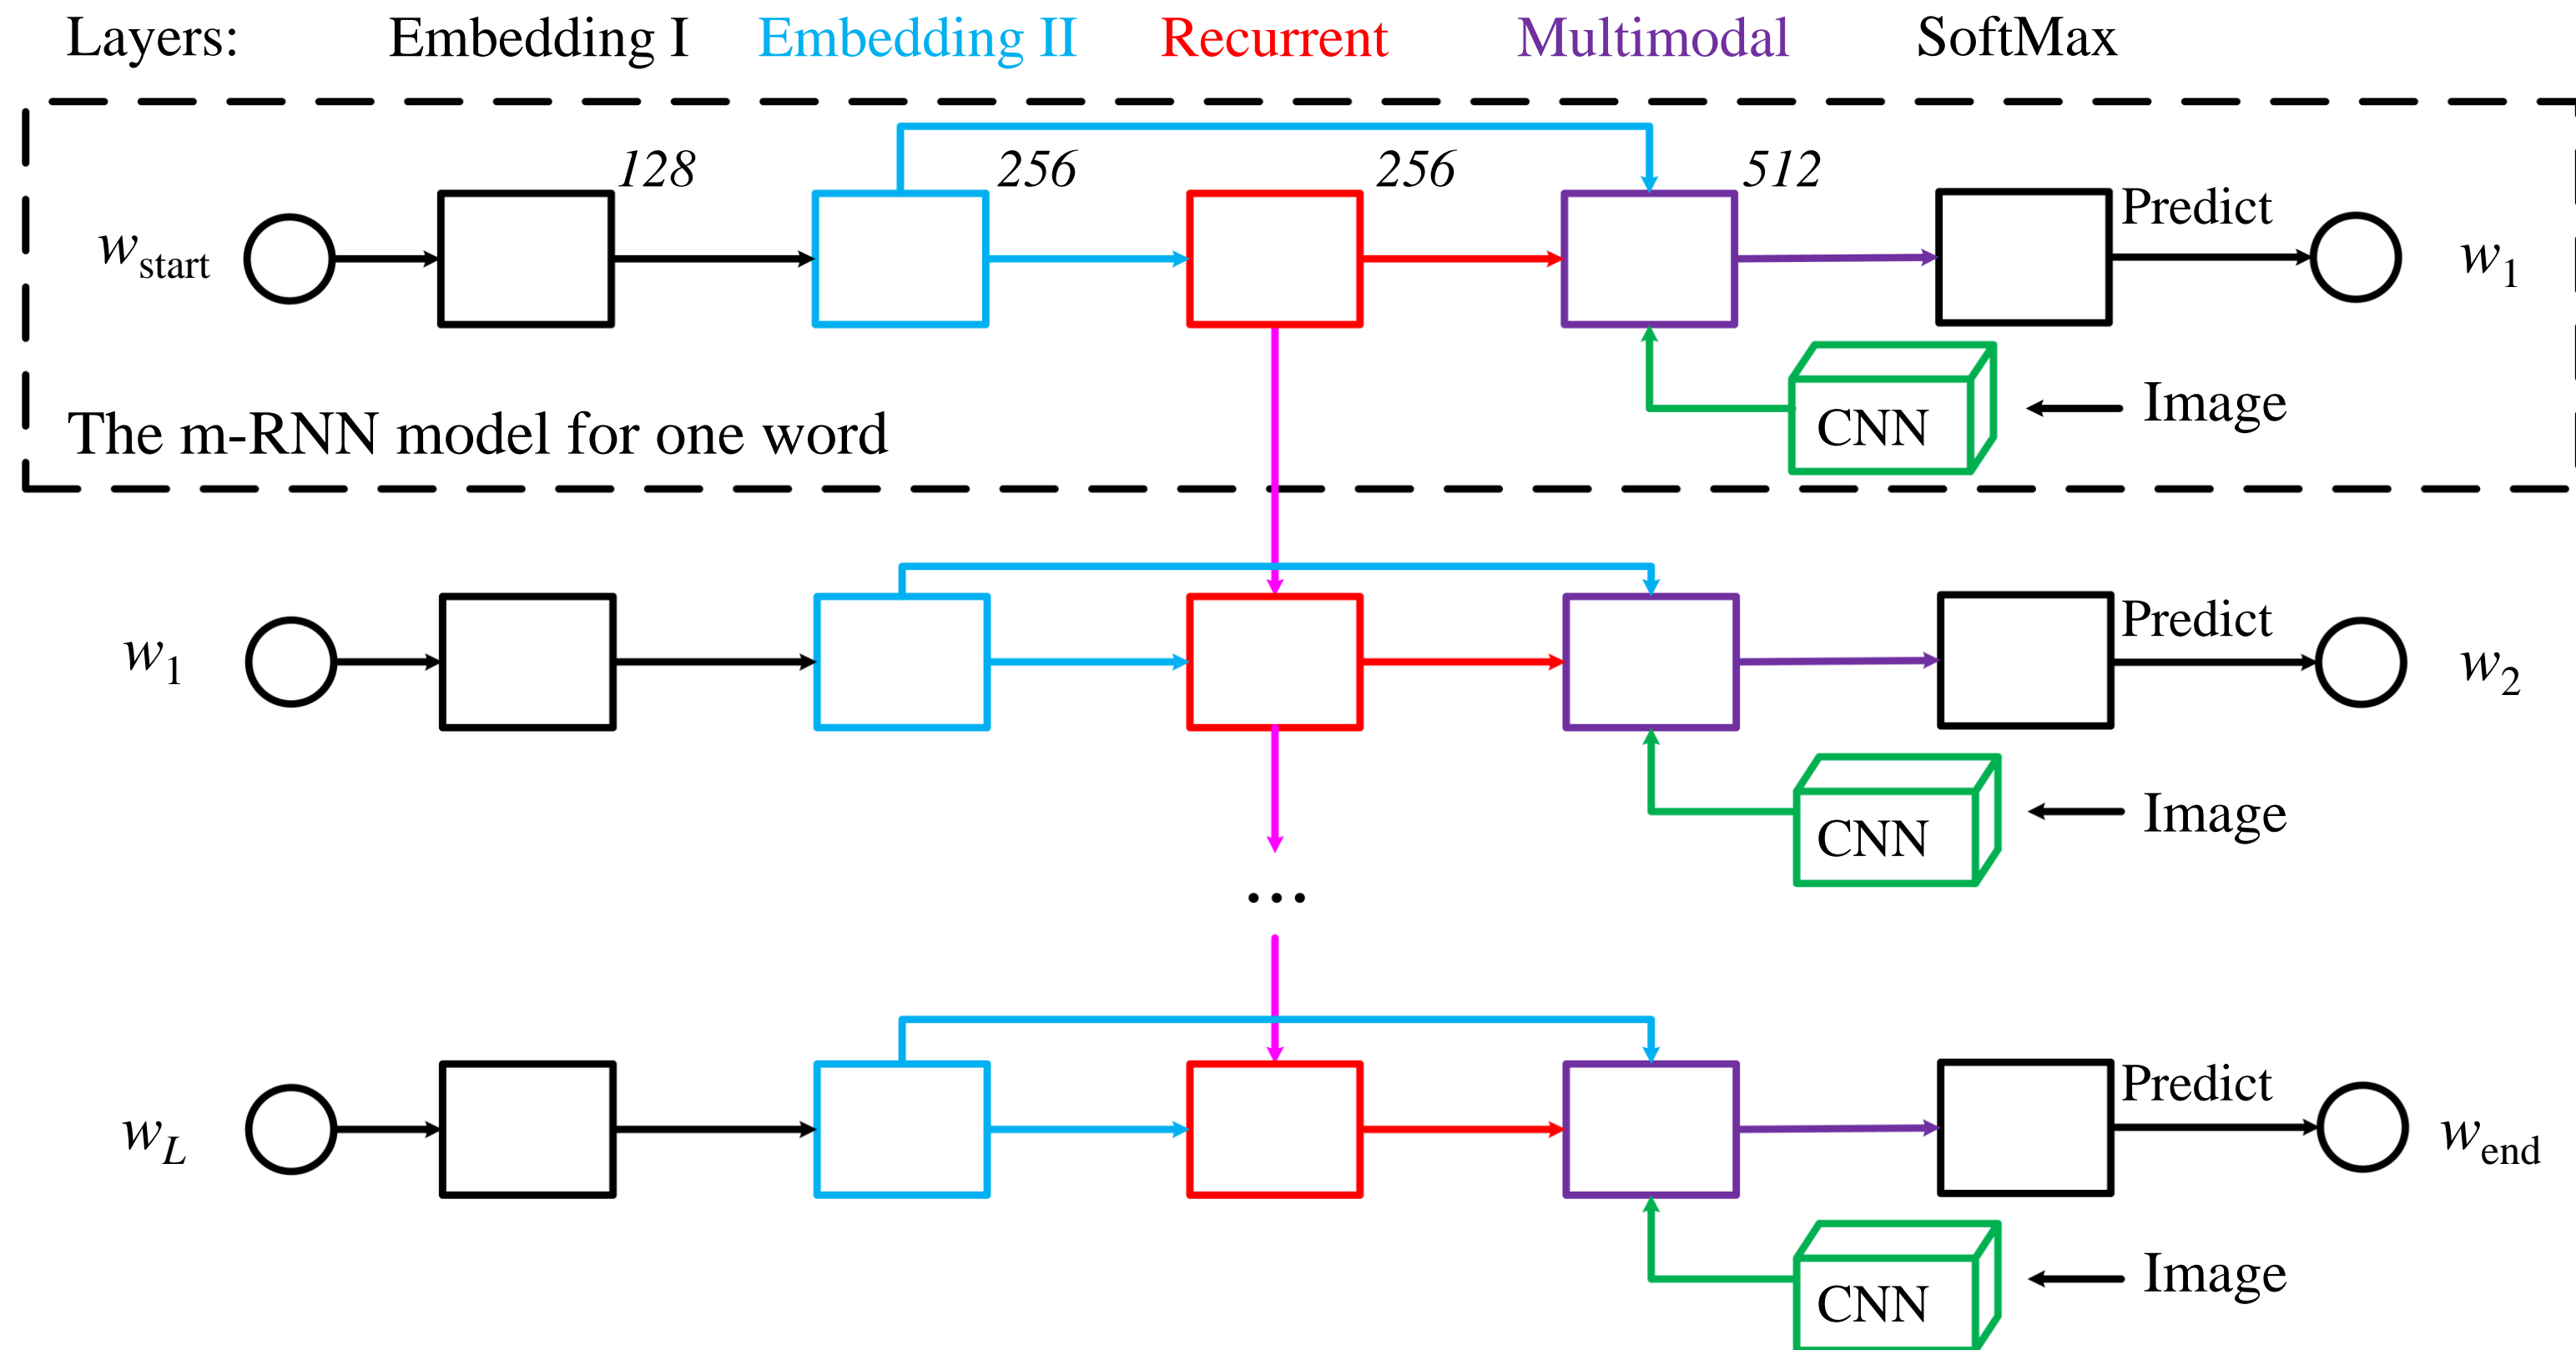 Layers: Embedding I Embedding II Recurrent Multimodal SoftMax
128 256 256 512
w_start Predict w_1
CNN Image
The m-RNN model for one word
w_1 Predict w_2
CNN Image
...
w_L Predict w_end
CNN Image